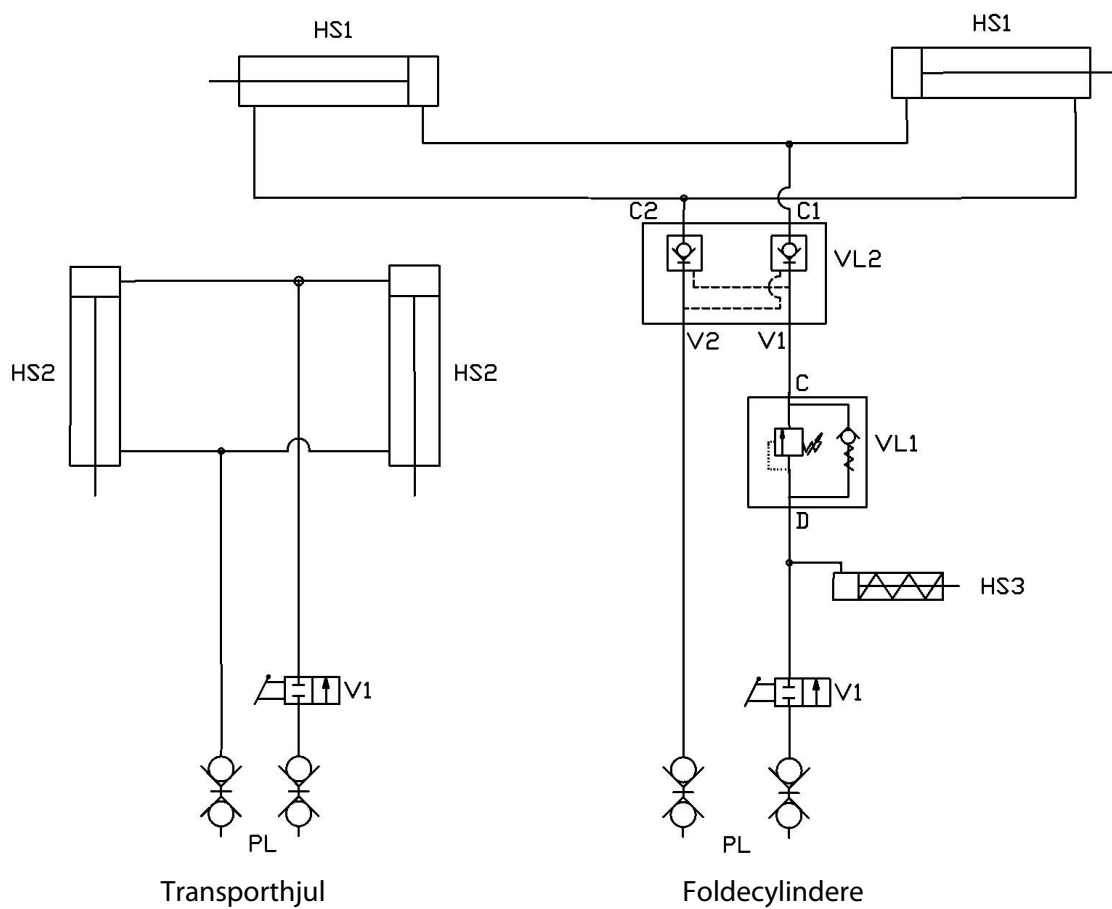 HS1
HS1
C2
C1
VL2
V2
V1
HS2
HS2
C
VL1
D
HS3
V1
V1
PL
PL
Transporthjul
Foldecylindere